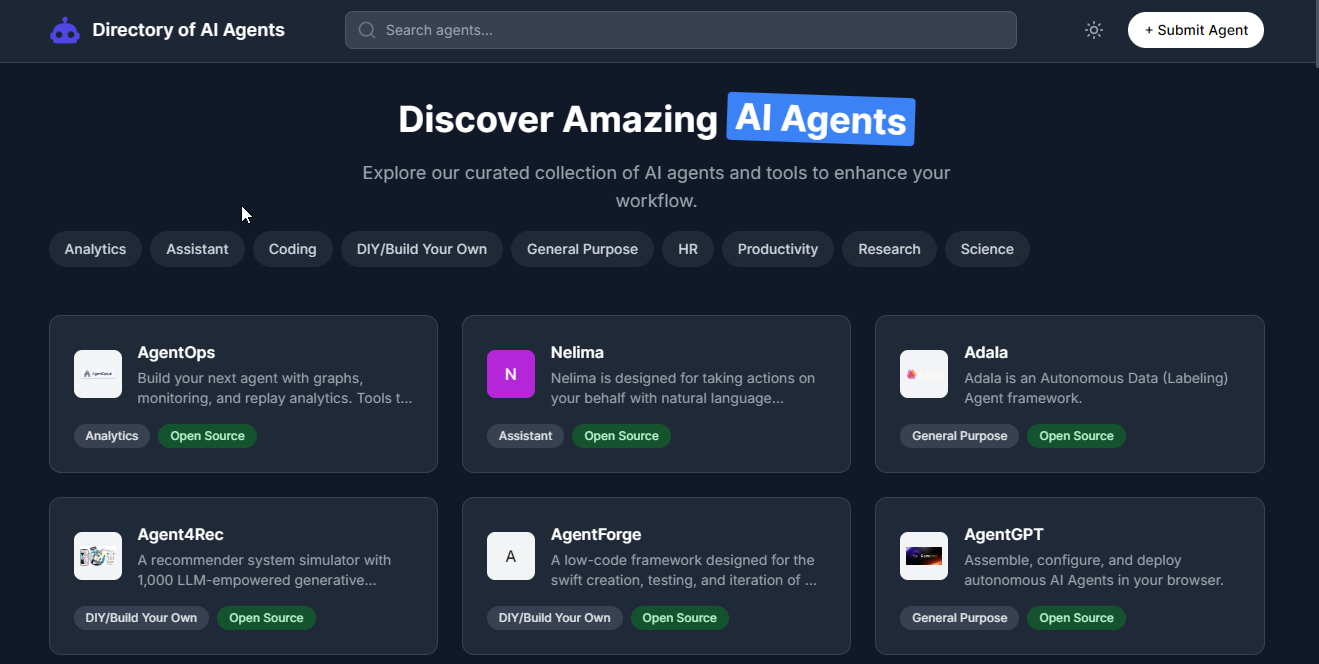 Directory of AI Agents
Search agents...
+ Submit Agent
Discover Amazing AI Agents
Explore our curated collection of AI agents and tools to enhance your
workflow.
Analytics
Assistant
Coding
DIY/Build Your Own
General Purpose
HR
Productivity
Research
Science
AgentOps
Build your next agent with graphs,
monitoring, and replay analytics. Tools t...
Analytics
Open Source
N
Nelima
Nelima is designed for taking actions on
your behalf with natural language...
Assistant
Open Source
Adala
Adala is an Autonomous Data (Labeling)
Agent framework.
General Purpose
Open Source
Agent4Rec
A recommender system simulator with
1,000 LLM-empowered generative...
DIY/Build Your Own
Open Source
A
AgentForge
A low-code framework designed for the
swift creation, testing, and iteration of ...
DIY/Build Your Own
Open Source
AgentGPT
Assemble, configure, and deploy
autonomous AI Agents in your browser.
General Purpose
Open Source